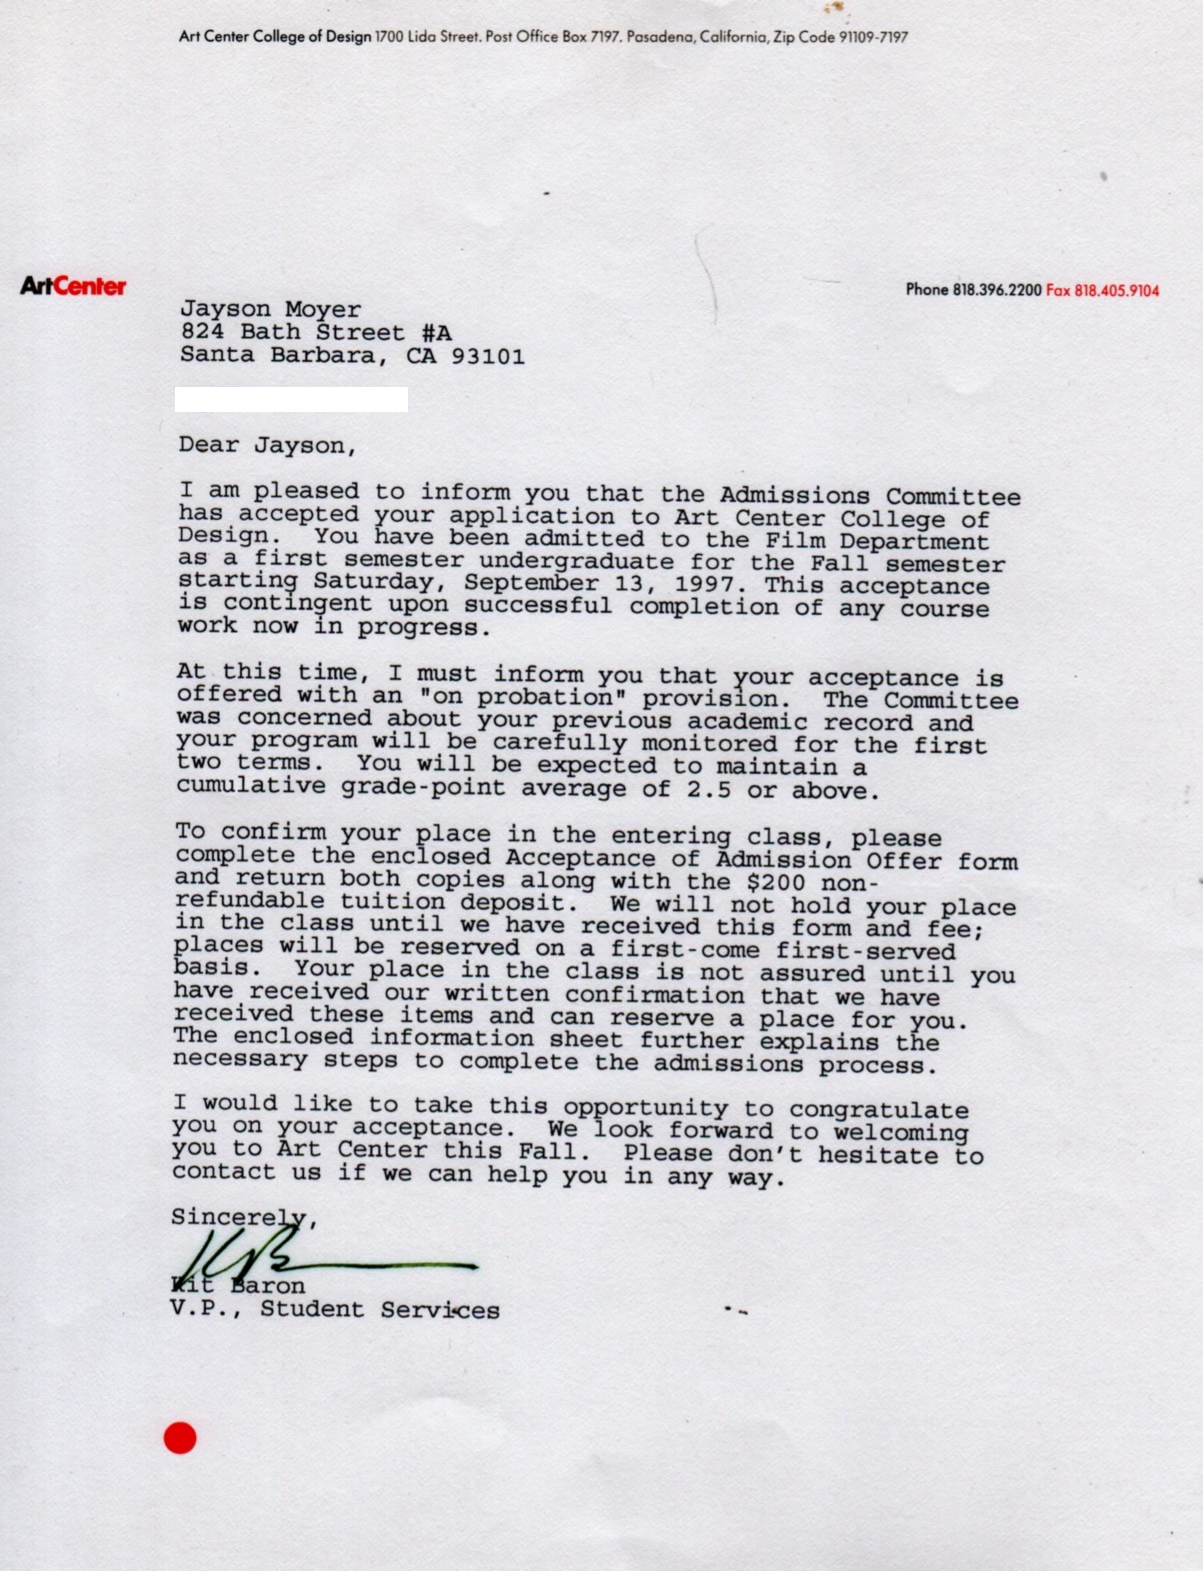 Art Center College of Design 1700 Lida Street. Post Office Box 7197. Pasadena, California, Zip Code 91109-7197
ArtCenter
Phone 818.396.2200 Fax 818.405.9104
Jayson Moyer
824 Bath Street #A
Santa Barbara, CA 93101
Dear Jayson,
I am pleased to inform you that the Admissions Committee
has accepted your application to Art Center College of
Design.  You have been admitted to the Film Department
as a first semester undergraduate for the Fall semester
starting Saturday, September 13, 1997. This acceptance
is contingent upon successful completion of any course
work now in progress.
At this time, I must inform you that your acceptance is
offered with an "on probation" provision.  The Committee
was concerned about your previous academic record and
your program will be carefully monitored for the first
two terms.  You will be expected to maintain a
cumulative grade-point average of 2.5 or above.
To confirm your place in the entering class, please
complete the enclosed Acceptance of Admission Offer form
and return both copies along with the $200 non-
refundable tuition deposit.  We will not hold your place
in the class until we have received this form and fee;
places will be reserved on a first-come first-served
basis.  Your place in the class is not assured until you
have received our written confirmation that we have
received these items and can reserve a place for you.
The enclosed information sheet further explains the
necessary steps to complete the admissions process.
I would like to take this opportunity to congratulate
you on your acceptance.  We look forward to welcoming
you to Art Center this Fall.  Please don't hesitate to
contact us if we can help you in any way.
Sincerely,
KB
Kit Baron
V.P., Student Services